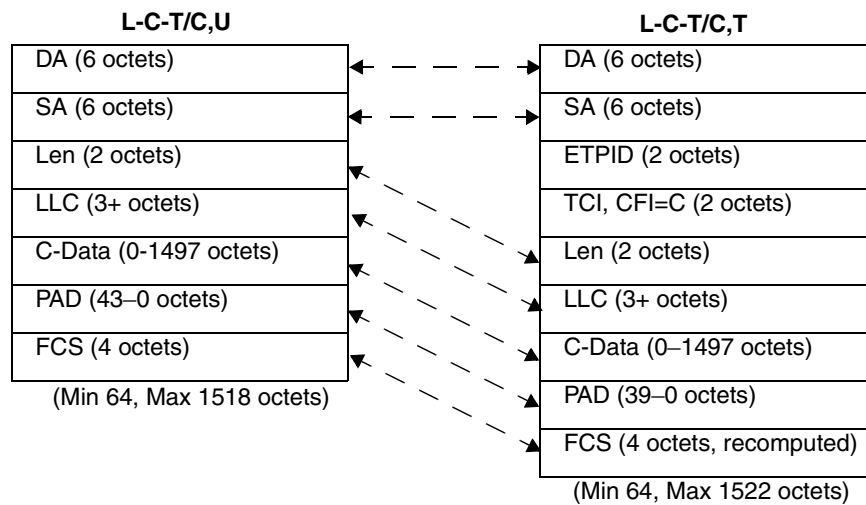 L-C-T/C,U
DA (6 octets)
SA (6 octets)
Len (2 octets)
LLC (3+ octets)
C-Data (0-1497 octets)
PAD (43–0 octets)
FCS (4 octets)
(Min 64, Max 1518 octets)
L-C-T/C,T
DA (6 octets)
SA (6 octets)
ETPID (2 octets)
TCI, CFI=C (2 octets)
Len (2 octets)
LLC (3+ octets)
C-Data (0–1497 octets)
PAD (39–0 octets)
FCS (4 octets, recomputed)
(Min 64, Max 1522 octets)